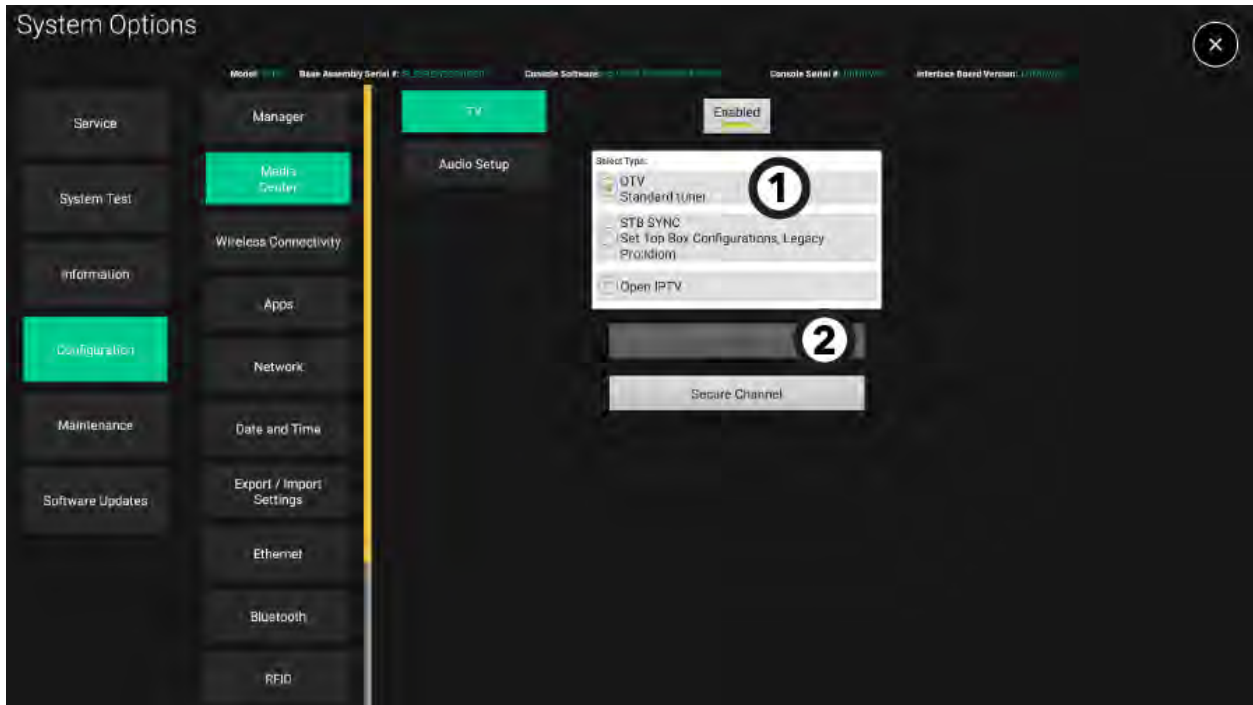 System Options
Model: Base Assembly Serial #: Console Software: Console Serial #: Interface Board Version:
Service
System Test
Information
Configuration
Maintenance
Software Updates
Manager
Media
Center
Wireless Connectivity
Apps
Network
Date and Time
Export / Import
Settings
Ethernet
Bluetooth
RFID
TV
Audio Setup
Enabled
Select Type:
DTV
Standard tuner
1
STB SYNC
Set Top Box Configurations, Legacy
Pro:Idiom
Open IPTV
2
Secure Channel